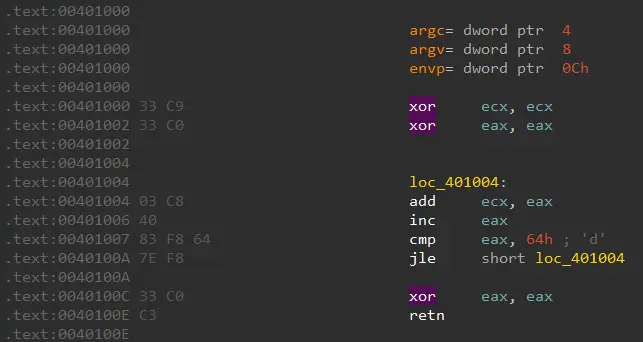 .text:00401000
.text:00401000 argc= dword ptr 4
.text:00401000 argv= dword ptr 8
.text:00401000 envp= dword ptr 0Ch
.text:00401000
.text:00401000 33 C9 xor ecx, ecx
.text:00401002 33 C0 xor eax, eax
.text:00401002
.text:00401004
.text:00401004 loc_401004:
.text:00401004 03 C8 add ecx, eax
.text:00401006 40 inc eax
.text:00401007 83 F8 64 cmp eax, 64h ; 'd'
.text:0040100A 7E F8 jle short loc_401004
.text:0040100A
.text:0040100C 33 C0 xor eax, eax
.text:0040100E C3 retn
.text:0040100E